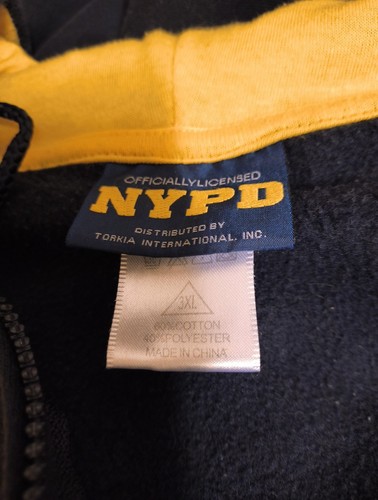 OFFICIALLY LICENSED
NYPD
DISTRIBUTED BY
TORKIA INTERNATIONAL, INC.
3XL
60%COTTON
40%POLYESTER
MADE IN CHINA